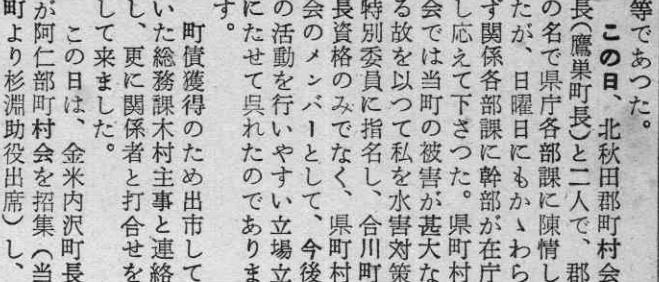 等であつた。
この日、北秋田郡町村会
長（鷹巣町長）と二人で、郡
の名で県庁各部課に陳情し
たが、日曜日にもかゝわら
ず関係各部課に幹部が在庁
し応えて下さつた。県町村
会では当町の被害が甚大な
る故を以つて私を水害対策
特別委員に指名し、合川町
長資格のみでなく、県町村
会のメンバーとして、今後
の活動を行いやすい立場立
にたせて呉れたのでありま
す。
町債獲得のため出市して
いた総務課木村主事と連絡
し、更に関係者と打合せを
して来ました。
この日は、金米内沢町長
が阿仁部町村会を招集（当
町より杉淵助役出席）し、